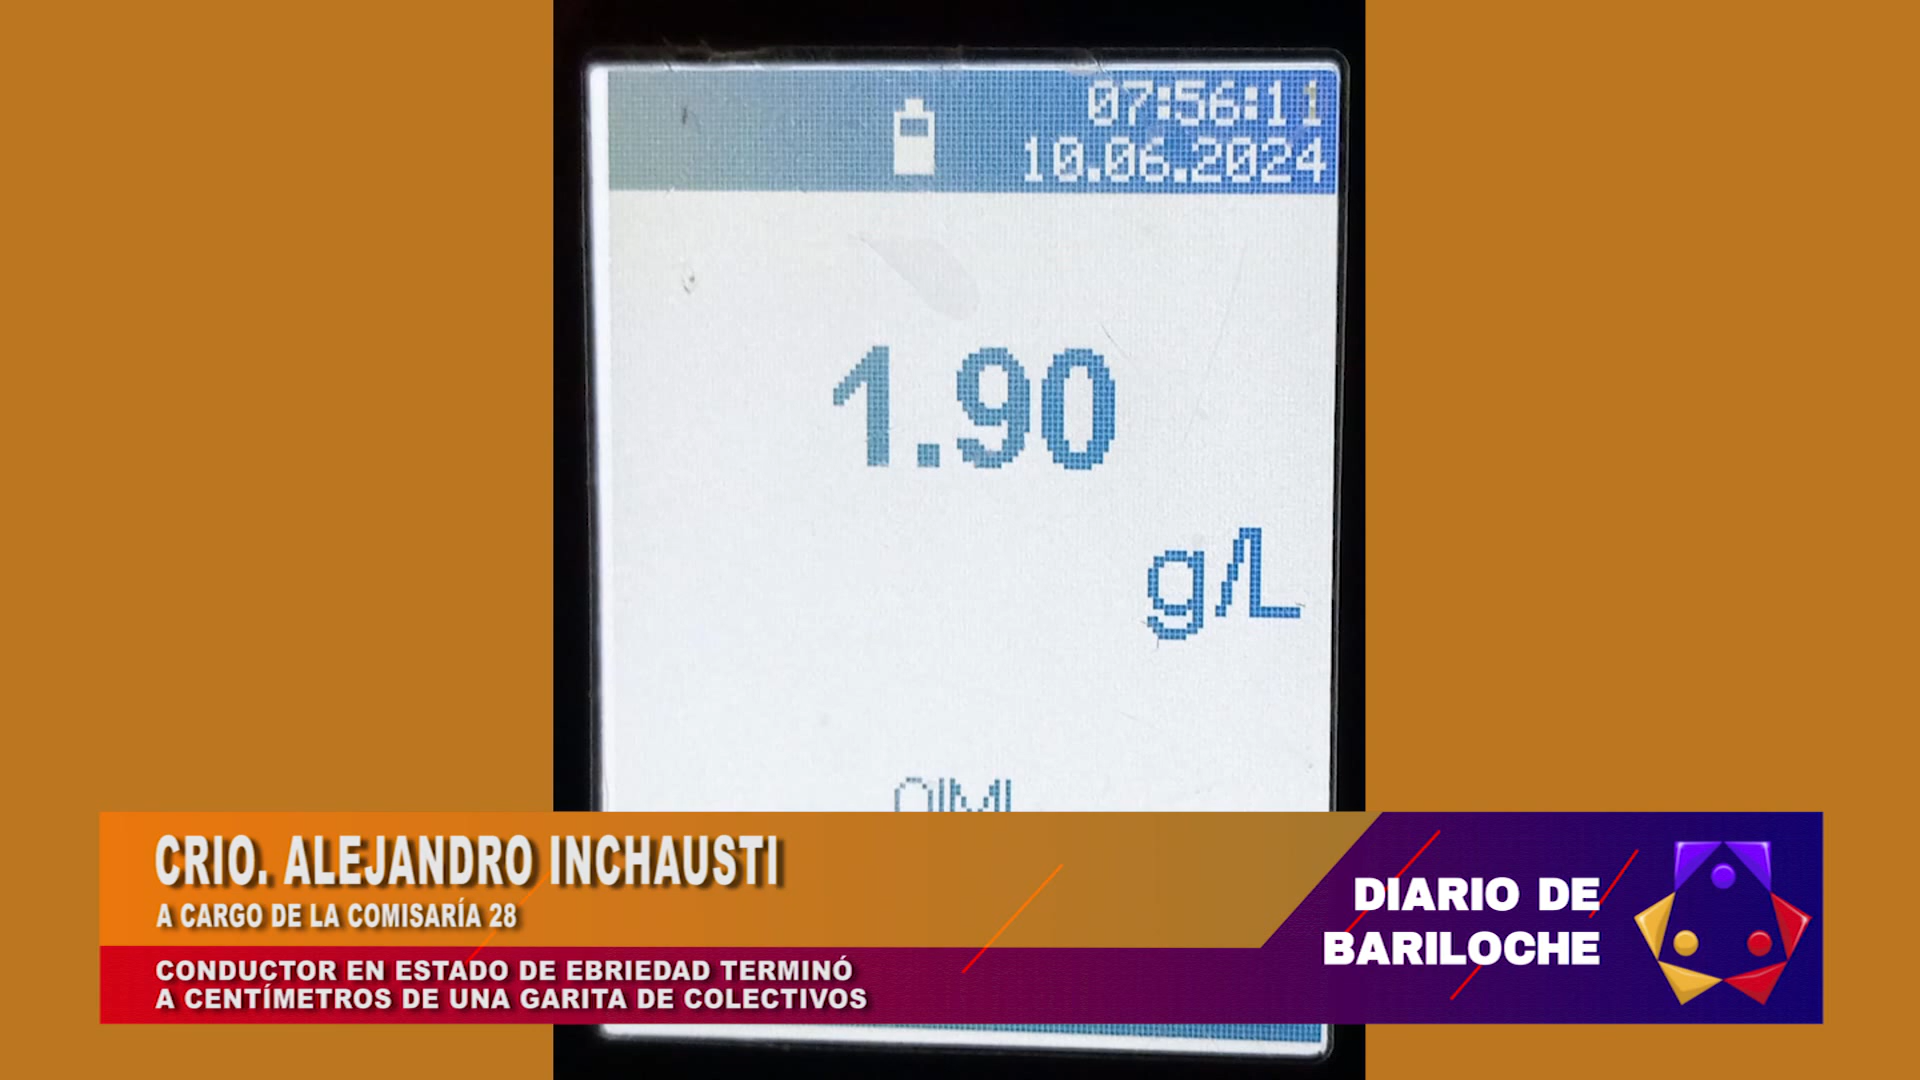 07:56:11
10.06.2024
1.90
g/L
CRIO. ALEJANDRO INCHAUSTI
A CARGO DE LA COMISARÍA 28
CONDUCTOR EN ESTADO DE EBRIEDAD TERMINÓ
A CENTÍMETROS DE UNA GARITA DE COLECTIVOS
DIARIO DE
BARILOCHE